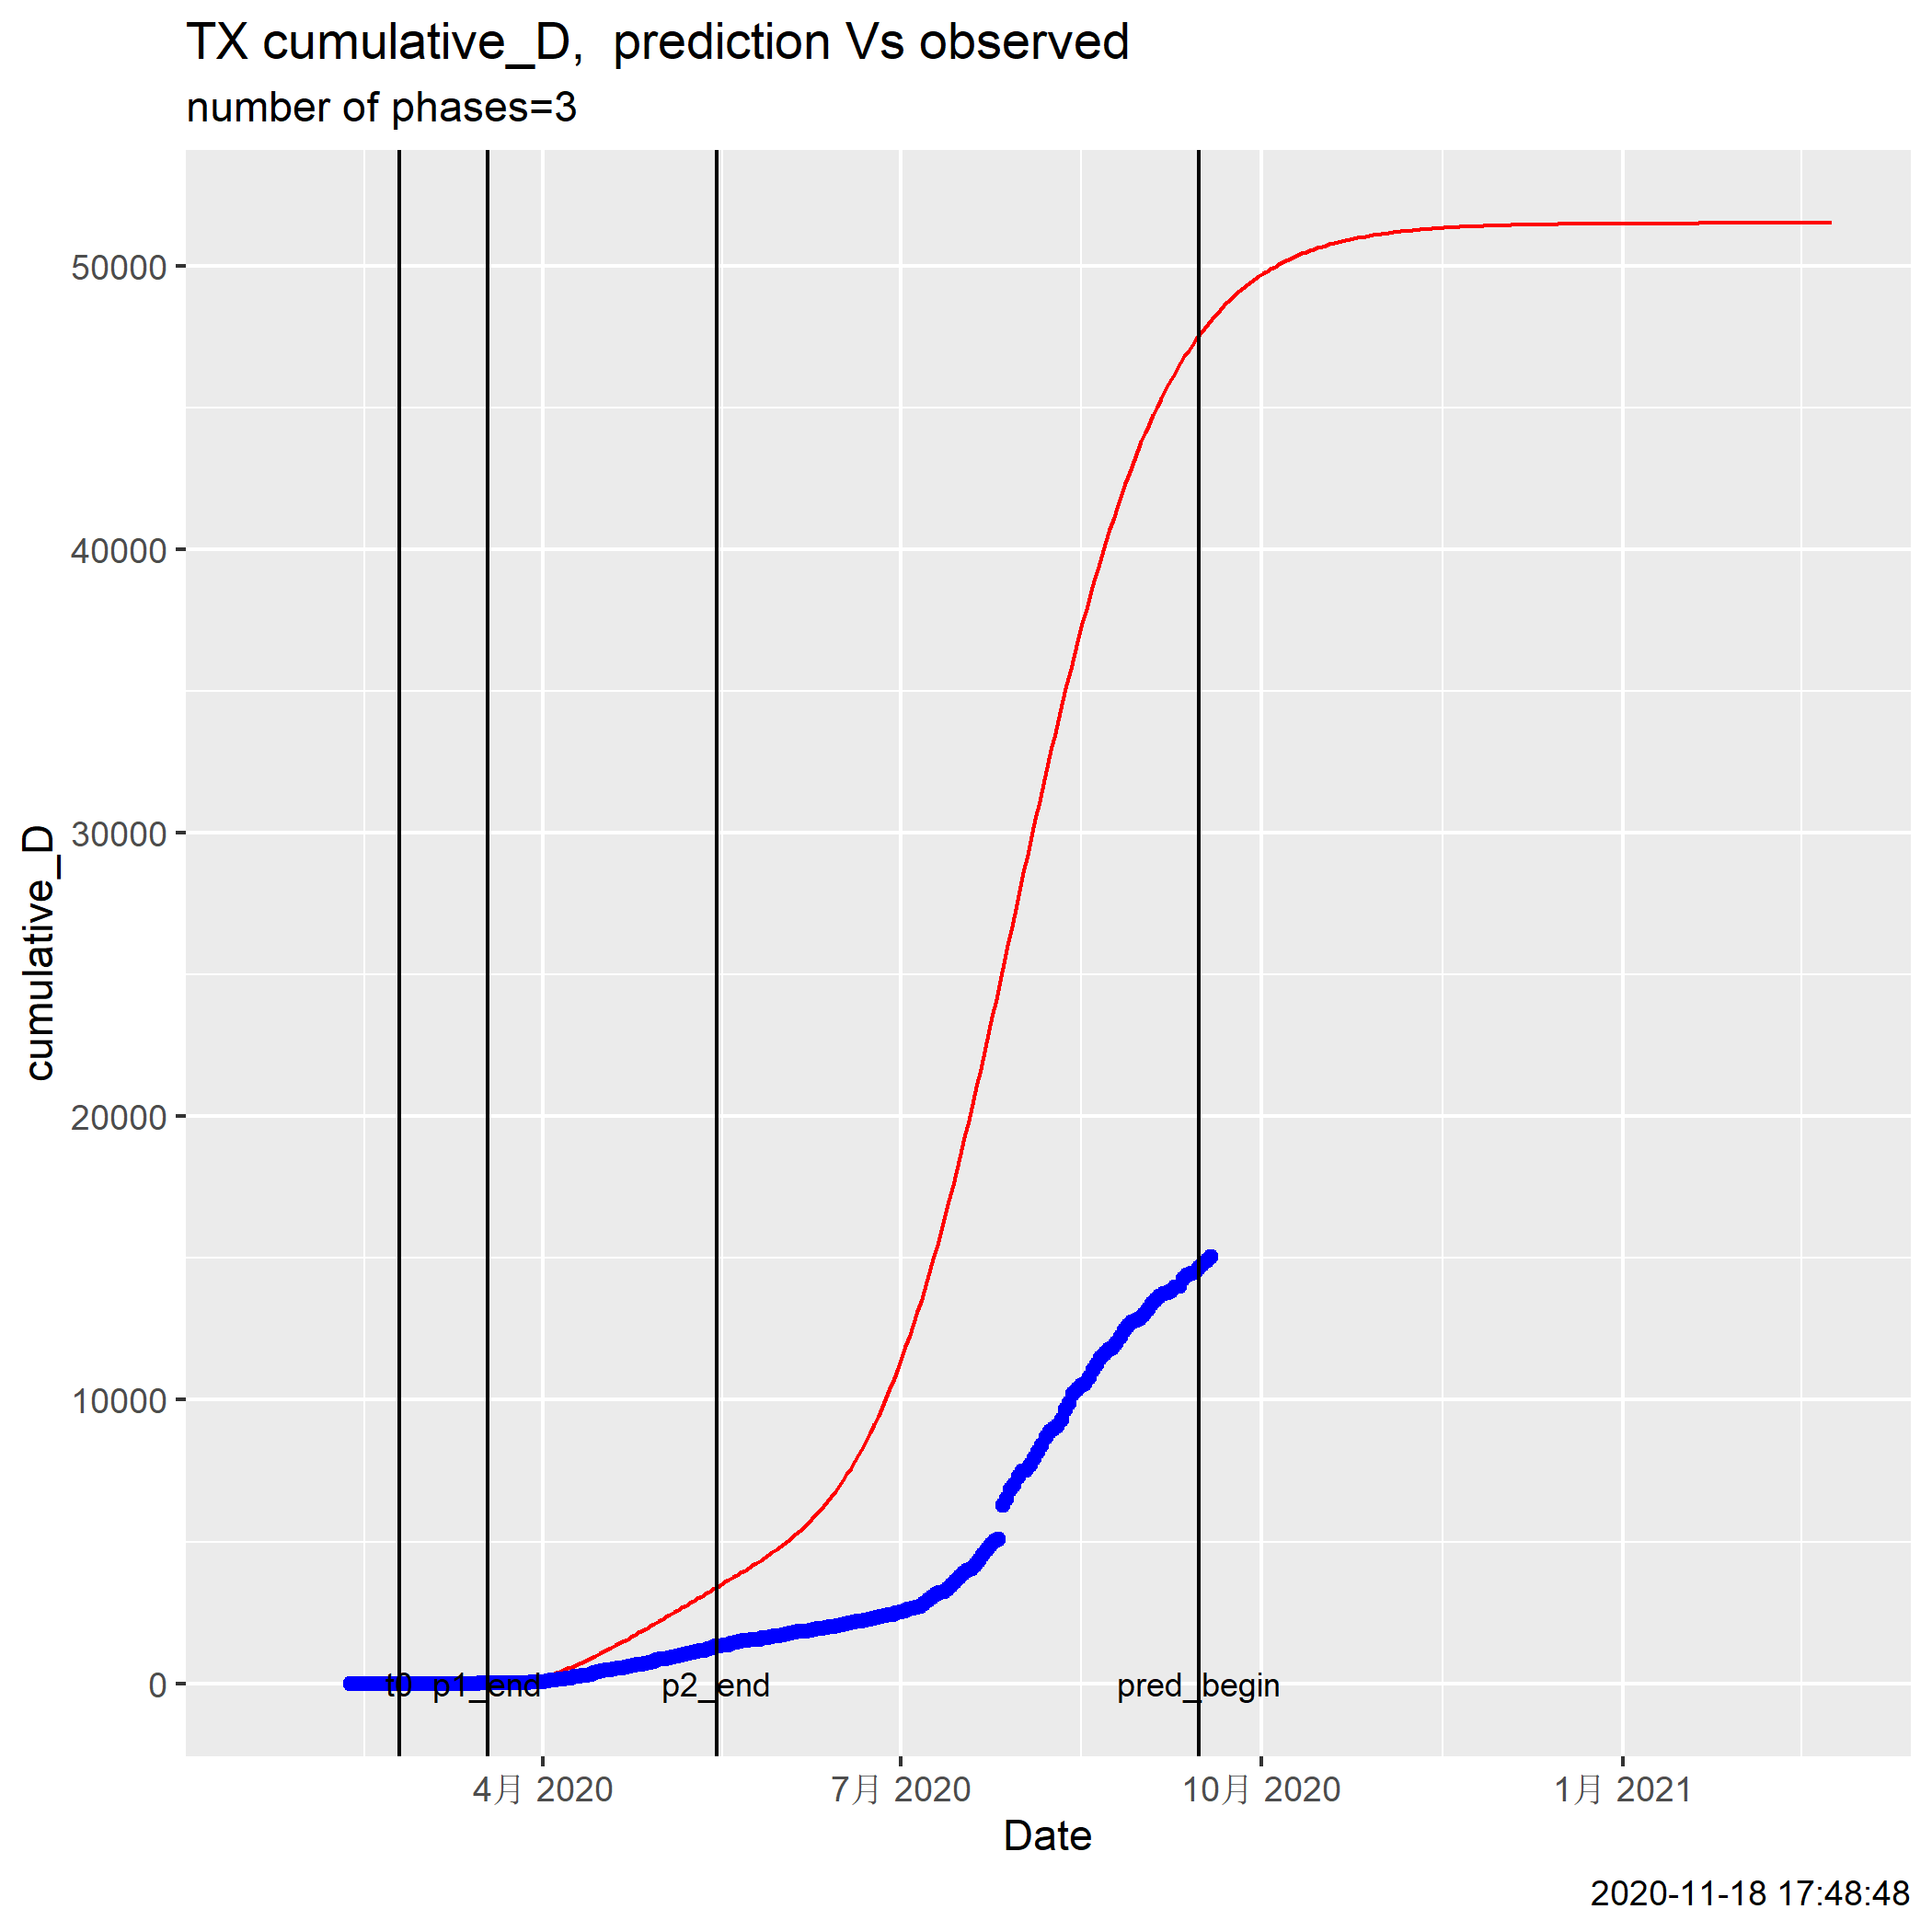 TX cumulative_D,  prediction Vs observed
number of phases=3
cumulative_D
50000
40000
30000
20000
10000
0
t0
p1_end
p2_end
pred_begin
4月 2020
7月 2020
10月 2020
1月 2021
Date
2020-11-18 17:48:48